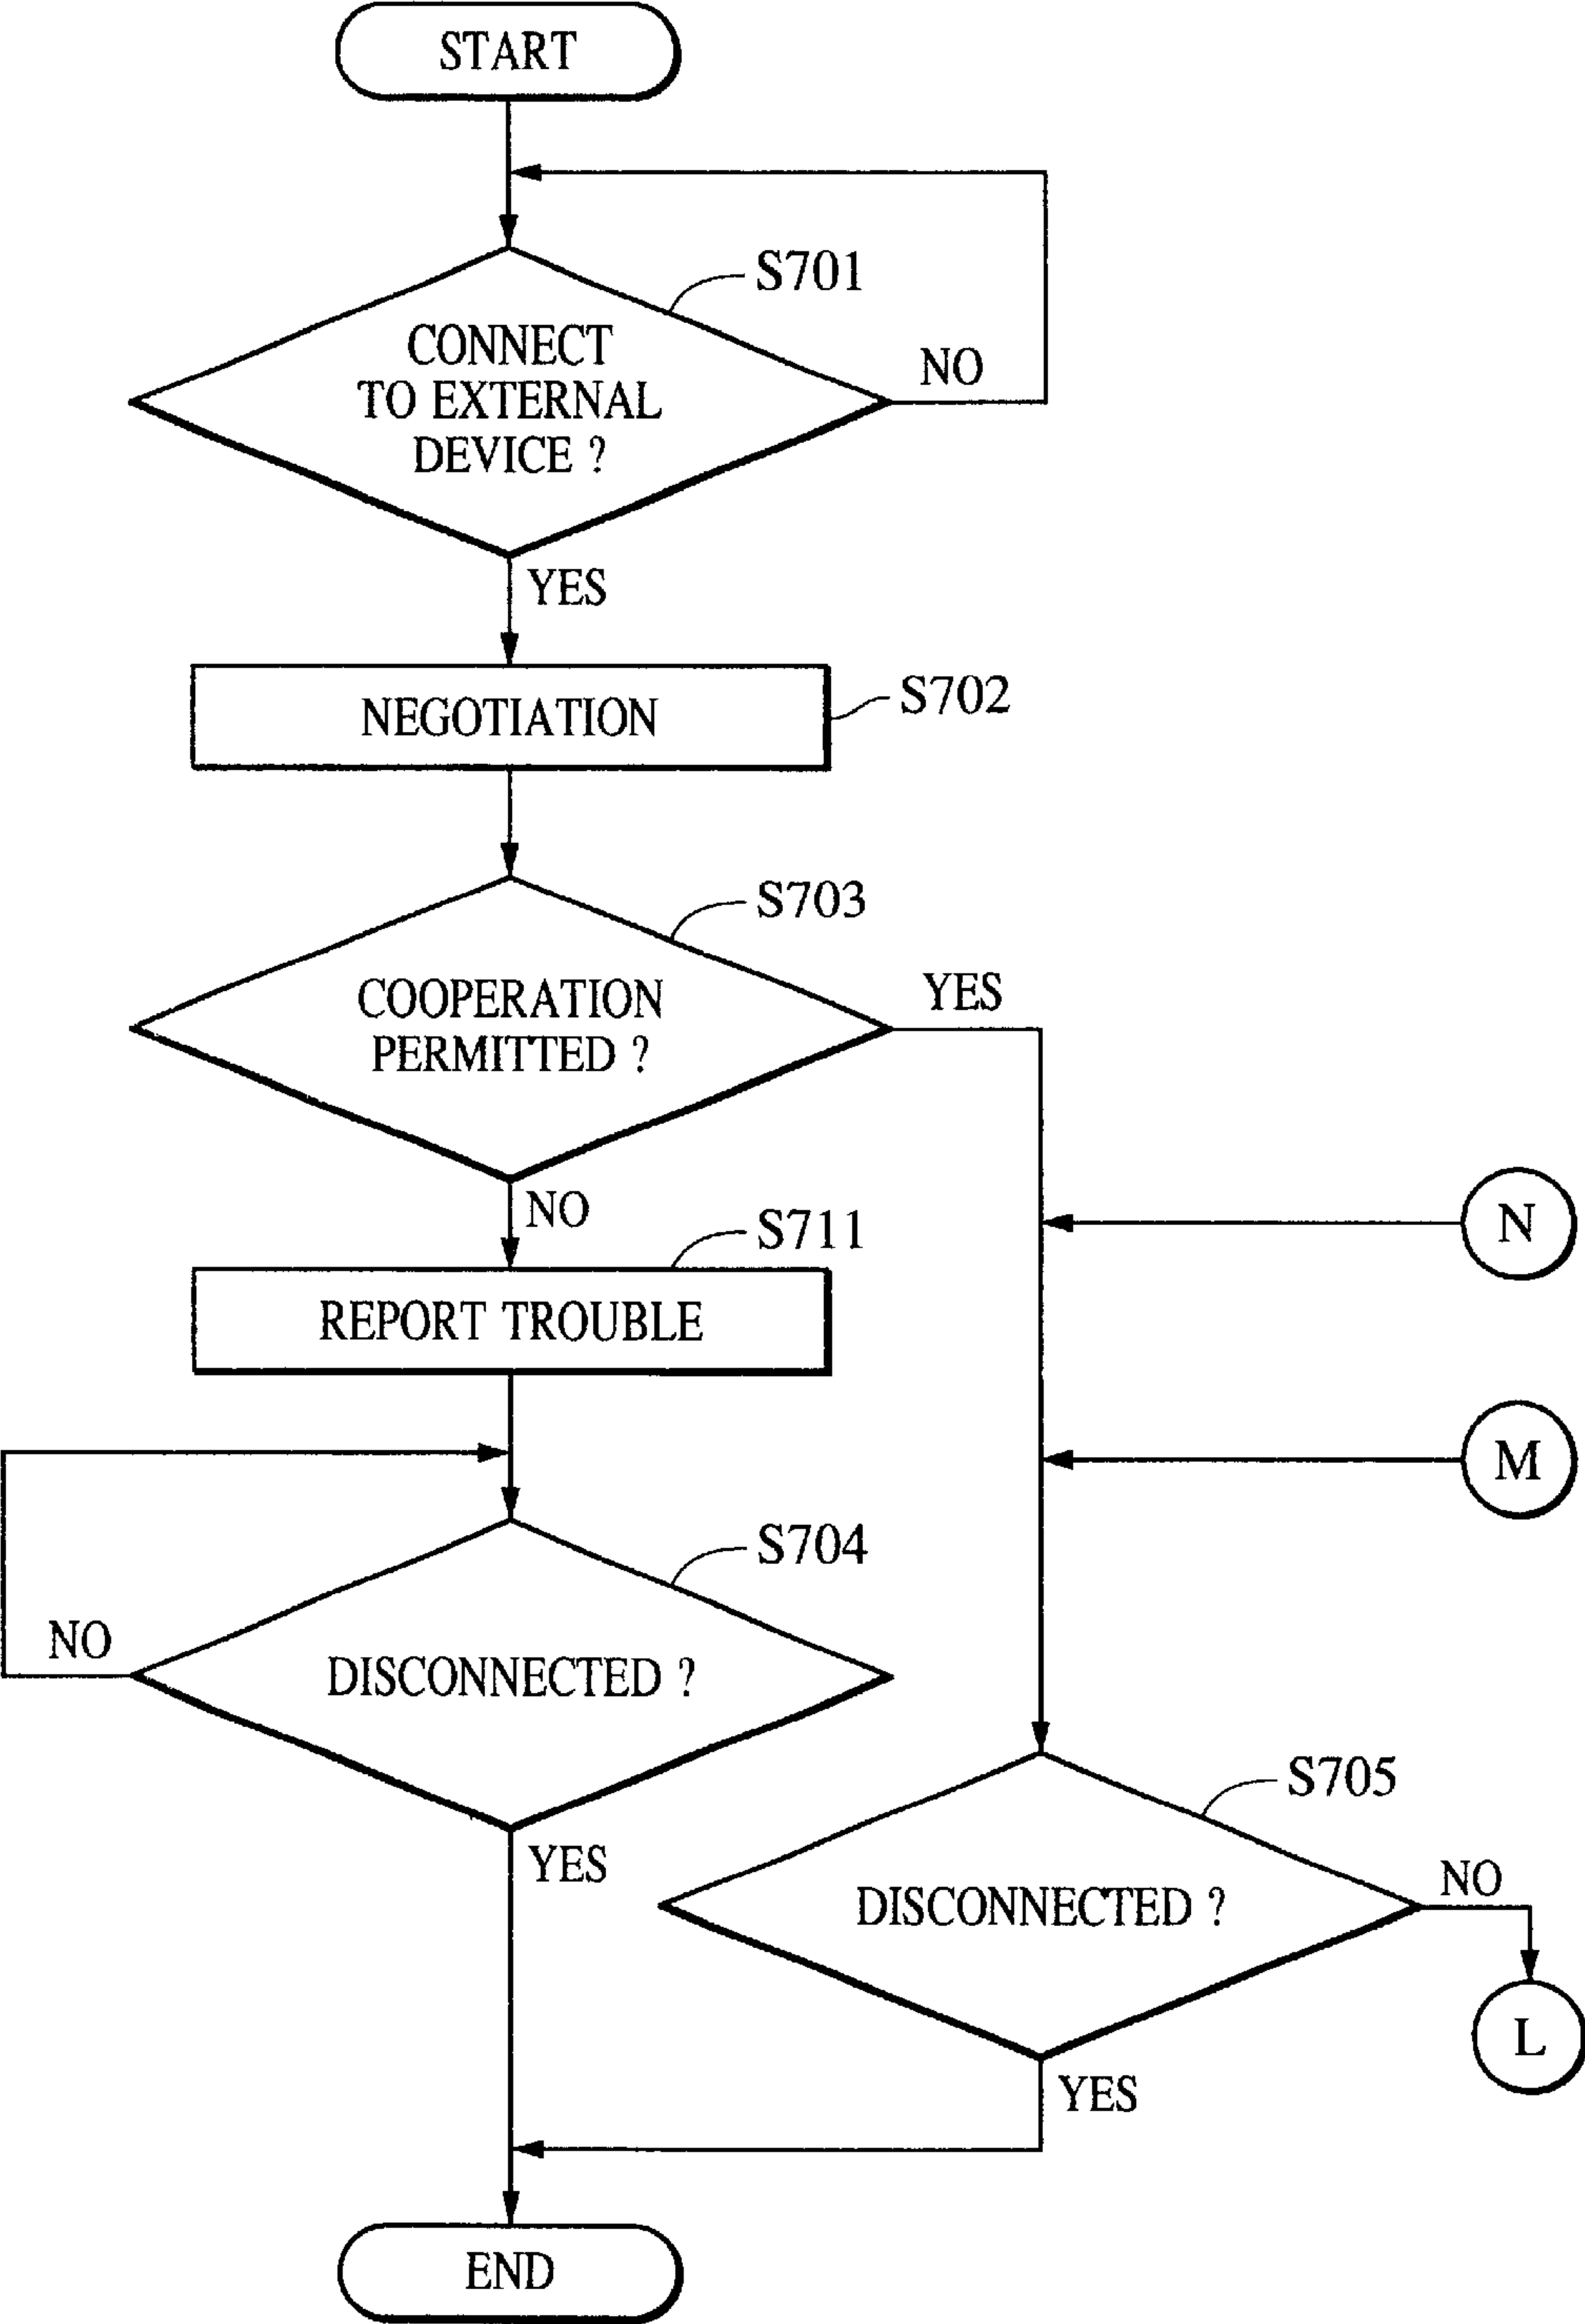 START
S701
CONNECT
TO EXTERNAL
DEVICE ?
NO
YES
NEGOTIATION
S702
S703
COOPERATION
PERMITTED ?
YES
NO
S711
N
REPORT TROUBLE
M
S704
NO
DISCONNECTED ?
S705
YES
DISCONNECTED ?
NO
L
YES
END